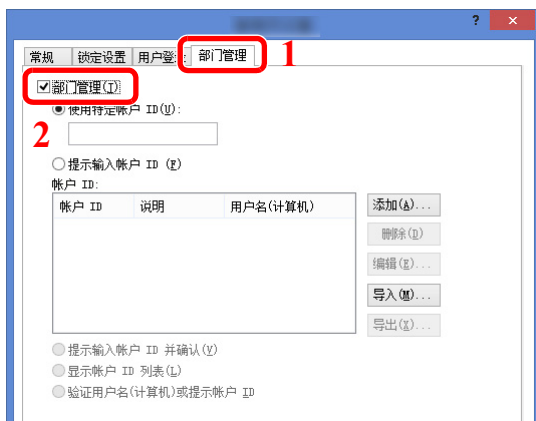 ?
常规 锁定设置 用户登 部门管理 1
部门管理(T)
使用特定帐户 ID(U):
2
提示输入帐户 ID (F)
帐户 ID:
帐户 ID 说明 用户名(计算机)
添加(A)...
删除(D)
编辑(E)...
导入(M)...
导出(X)...
提示输入帐户 ID 并确认(V)
显示帐户 ID 列表(L)
验证用户名(计算机)或提示帐户 ID